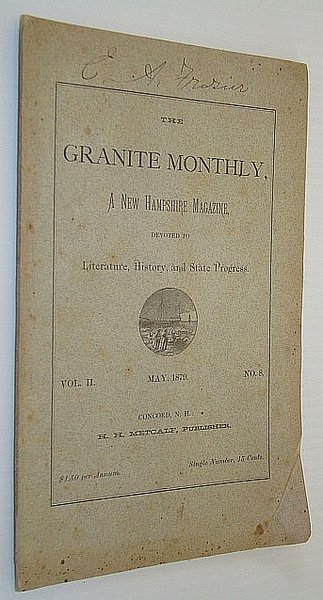 E. A.
THE
GRANITE MONTHLY,
A NEW HAMPSHIRE MAGAZINE,
DEVOTED TO
Literature, History, and State Progress.
VOL. II. MAY, 1879. NO. 8.
CONCORD, N. H.:
H. H. METCALF, PUBLISHER.
$1.50 per Annum. Single Number, 15 Cents.